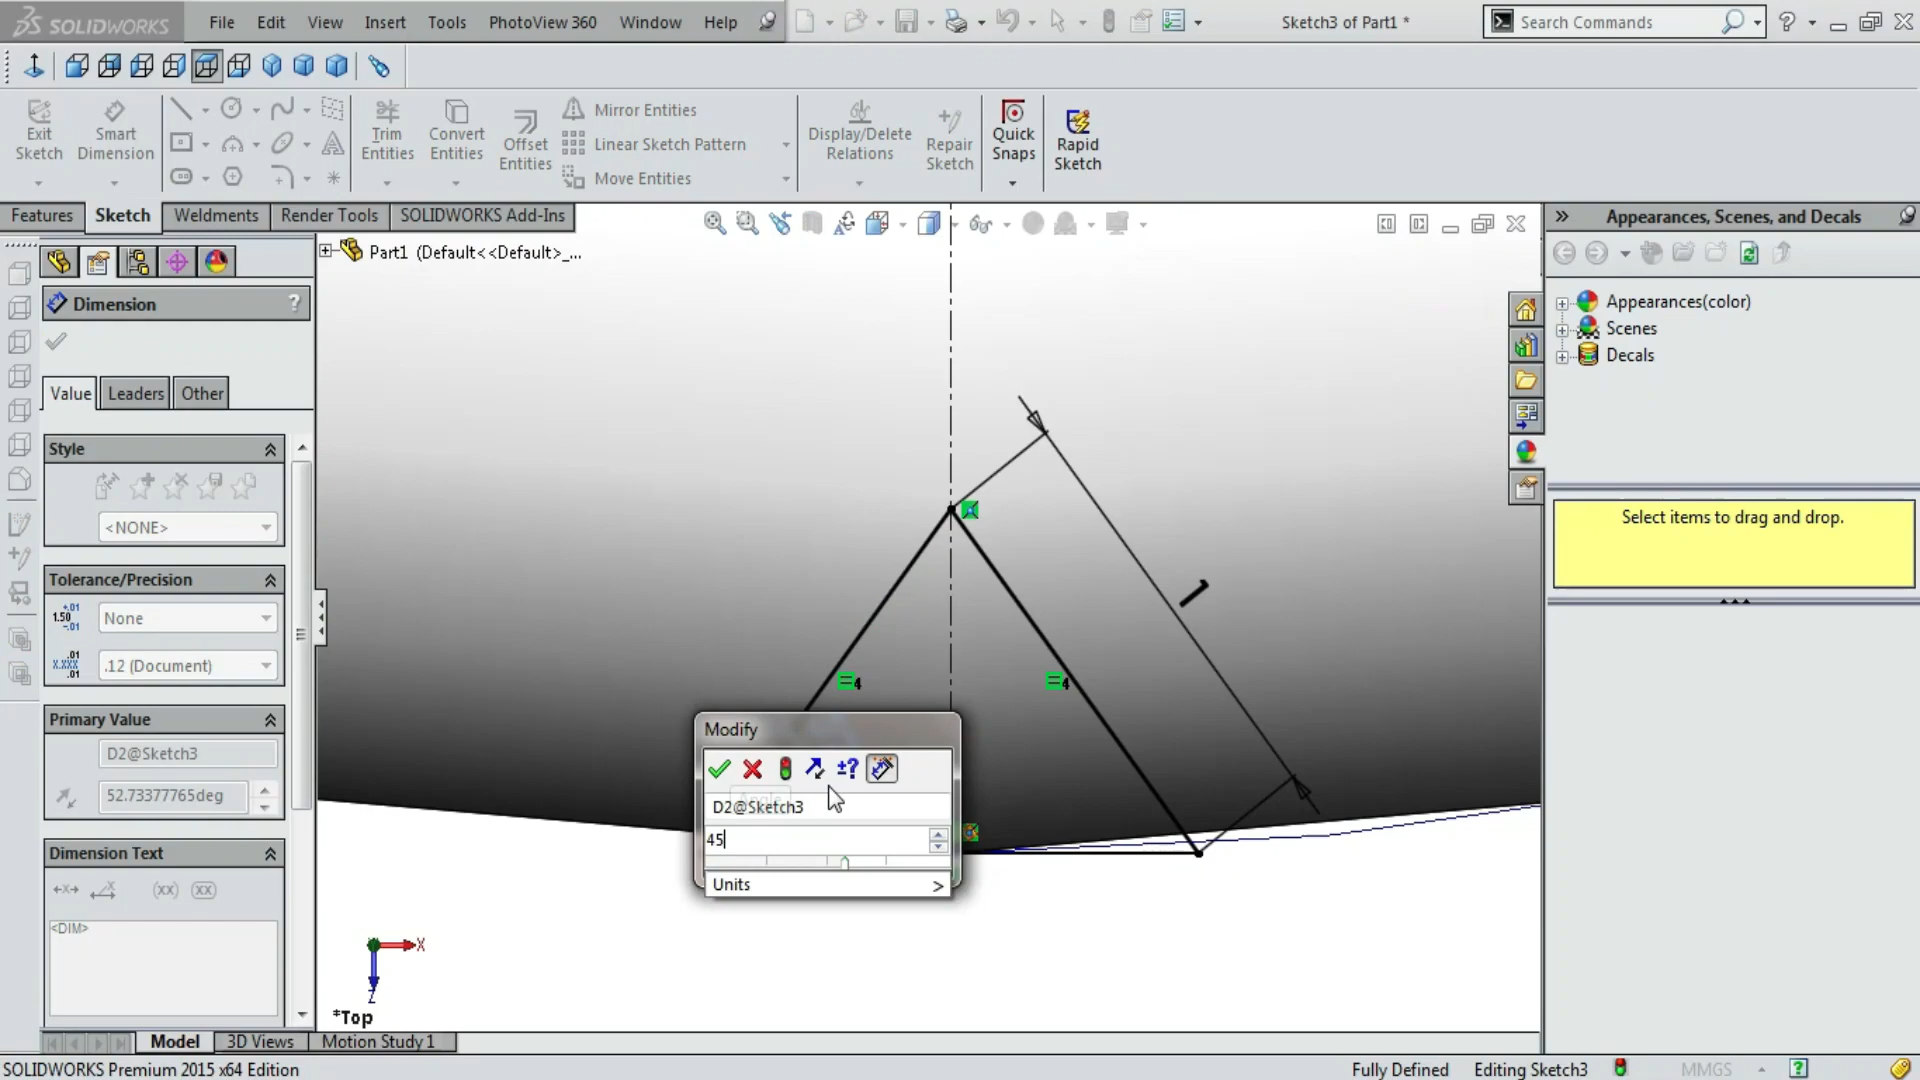 SOLIDWORKS File Edit View Insert Tools PhotoView 360 Window Help Sketch3 of Part1 * Search Commands
Exit Sketch
Smart Dimension
Trim Entities
Convert Entities
Offset Entities
Mirror Entities
Linear Sketch Pattern
Move Entities
Display/Delete Relations
Repair Sketch
Quick Snaps
Rapid Sketch
Features Sketch Weldments Render Tools SOLIDWORKS Add-Ins
Appearances, Scenes, and Decals
Part1 (Default<<Default>_...
Dimension ?
Appearances(color)
Scenes
Decals
Value Leaders Other
Style
<NONE>
Select items to drag and drop.
Tolerance/Precision
None
.12 (Document)
1
4 4
Primary Value
D2@Sketch3
52.73377765deg
Modify
D2@Sketch3
45
Units >
Dimension Text
(xx) (xx)
<DIM>
X
Z
*Top
Model 3D Views Motion Study 1
SOLIDWORKS Premium 2015 x64 Edition Fully Defined Editing Sketch3 MMGS